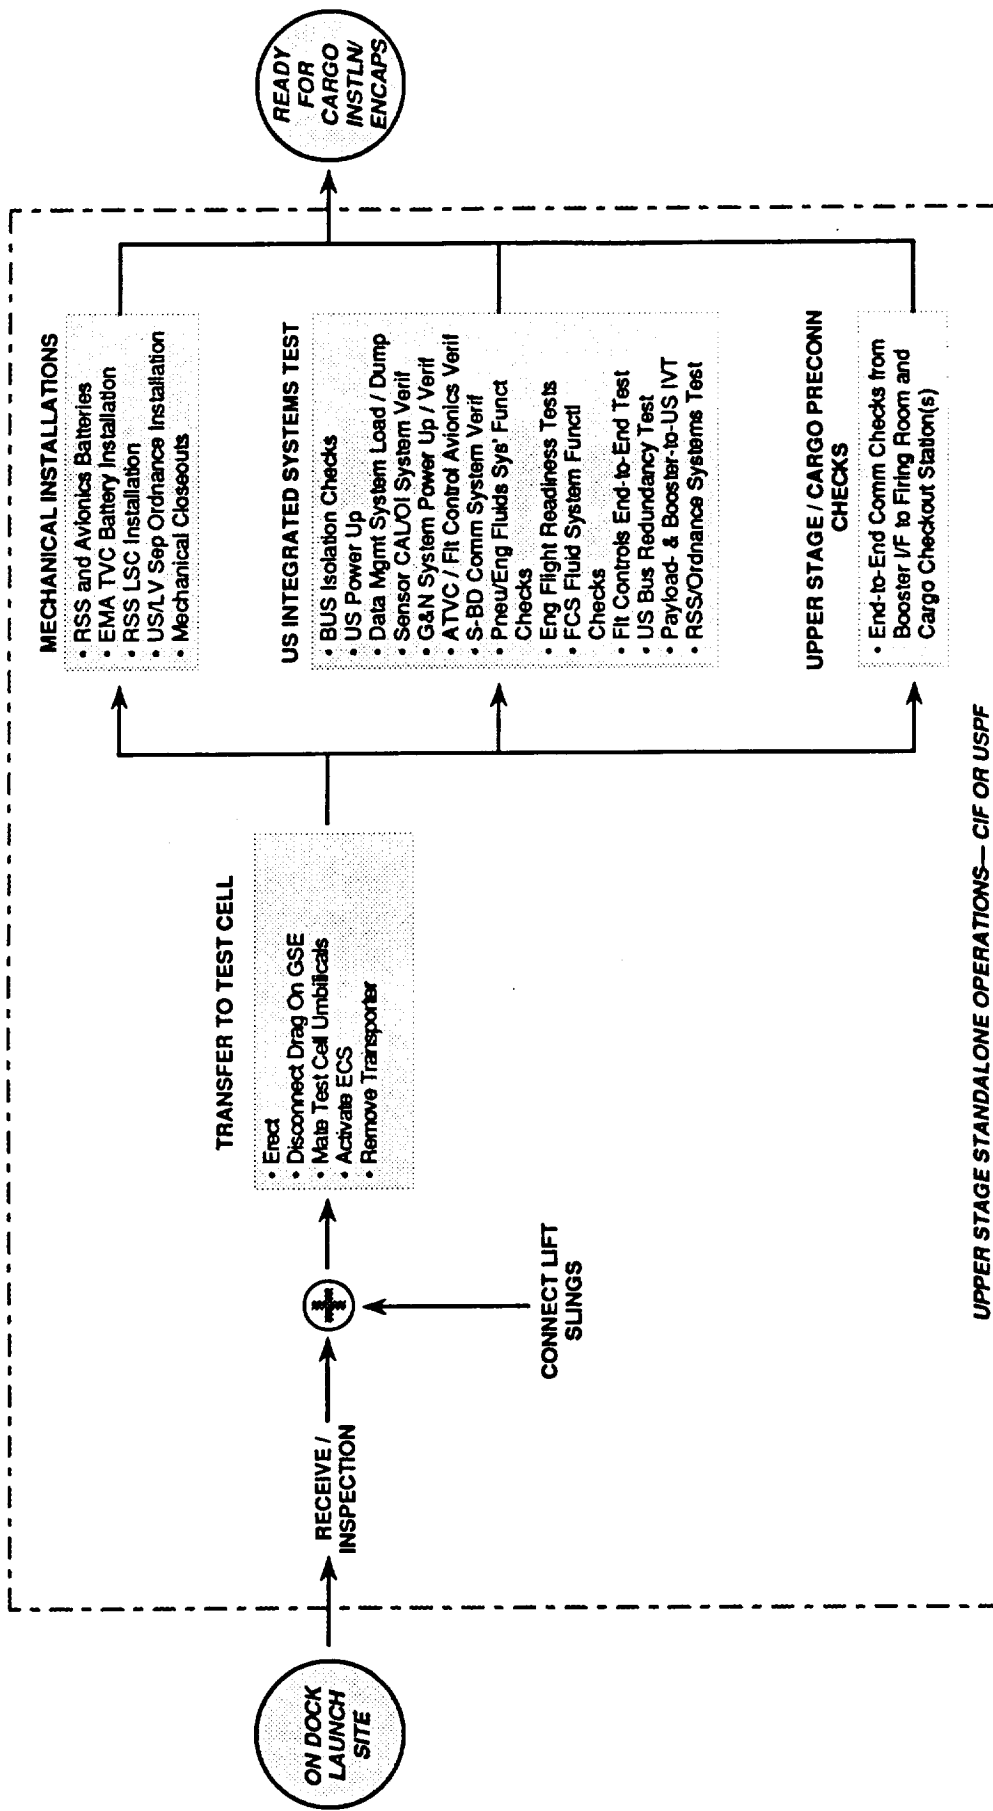 ON DOCK
LAUNCH
SITE
RECEIVE /
INSPECTION
CONNECT LIFT
SLINGS
TRANSFER TO TEST CELL
• Erect
• Disconnect Drag On GSE
• Mate Test Cell Umbilicals
• Activate ECS
• Remove Transporter
MECHANICAL INSTALLATIONS
• RSS and Avionics Batteries
• EMA TVC Battery Installation
• RSS LSC Installation
• US/LV Sep Ordnance Installation
• Mechanical Closeouts
US INTEGRATED SYSTEMS TEST
• BUS Isolation Checks
• US Power Up
• Data Mgmt System Load / Dump
• Sensor CAL/OI System Verif
• G&N System Power Up / Verif
• ATVC / Flt Control Avionics Verif
• S-BD Comm System Verif
• Pneu/Eng Fluids Sys' Funct
Checks
• Eng Flight Readiness Tests
• FCS Fluid System Functl
Checks
• Flt Controls End-to-End Test
• US Bus Redundancy Test
• Payload- & Booster-to-US IVT
• RSS/Ordnance Systems Test
UPPER STAGE / CARGO PRECONN
CHECKS
• End-to-End Comm Checks from
Booster I/F to Firing Room and
Cargo Checkout Station(s)
READY
FOR
CARGO
INSTLN/
ENCAPS
UPPER STAGE STANDALONE OPERATIONS— CIF OR USPF